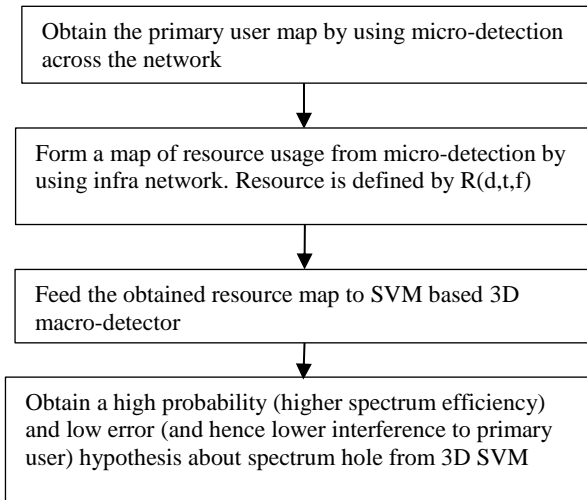 Obtain the primary user map by using micro-detection
across the network
Form a map of resource usage from micro-detection by
using infra network. Resource is defined by R(d,t,f)
Feed the obtained resource map to SVM based 3D
macro-detector
Obtain a high probability (higher spectrum efficiency)
and low error (and hence lower interference to primary
user) hypothesis about spectrum hole from 3D SVM